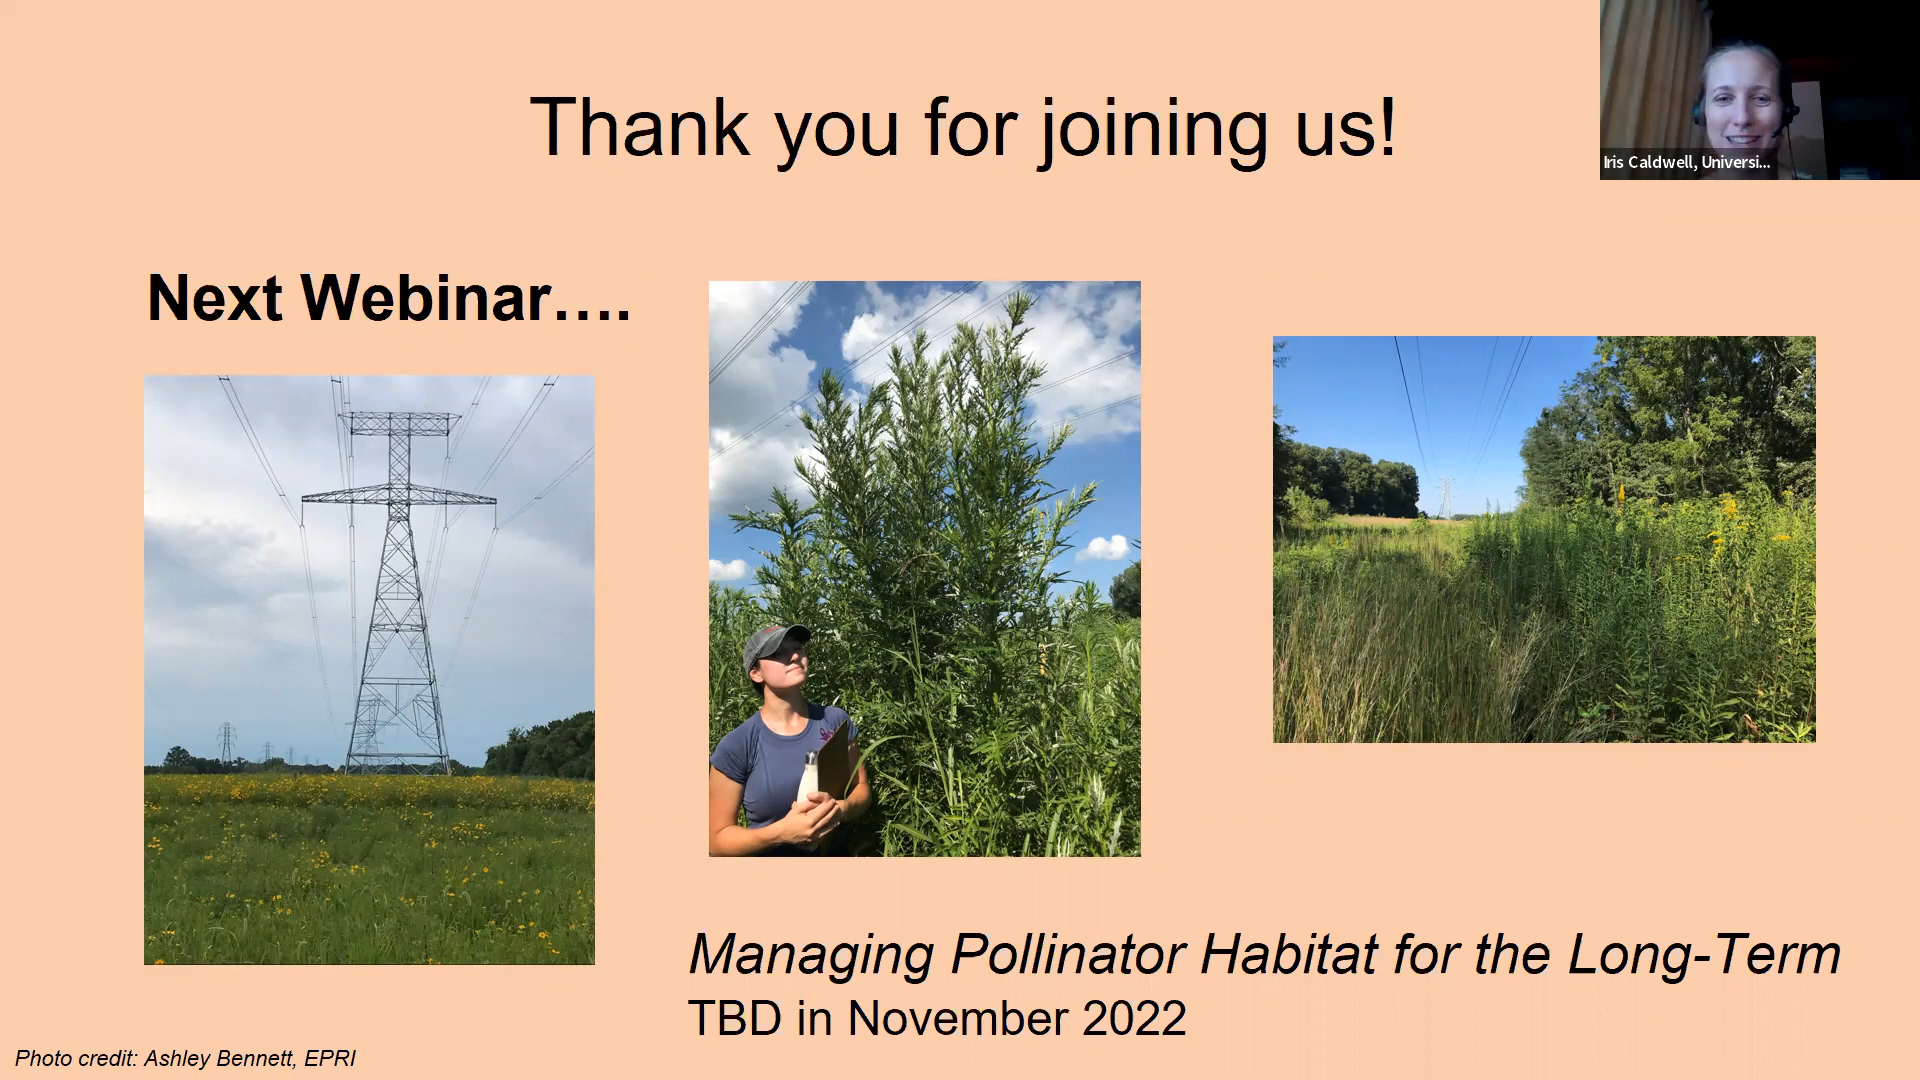 Thank you for joining us!
Iris Caldwell, Universi...
Next Webinar....
Managing Pollinator Habitat for the Long-Term
TBD in November 2022
Photo credit: Ashley Bennett, EPRI